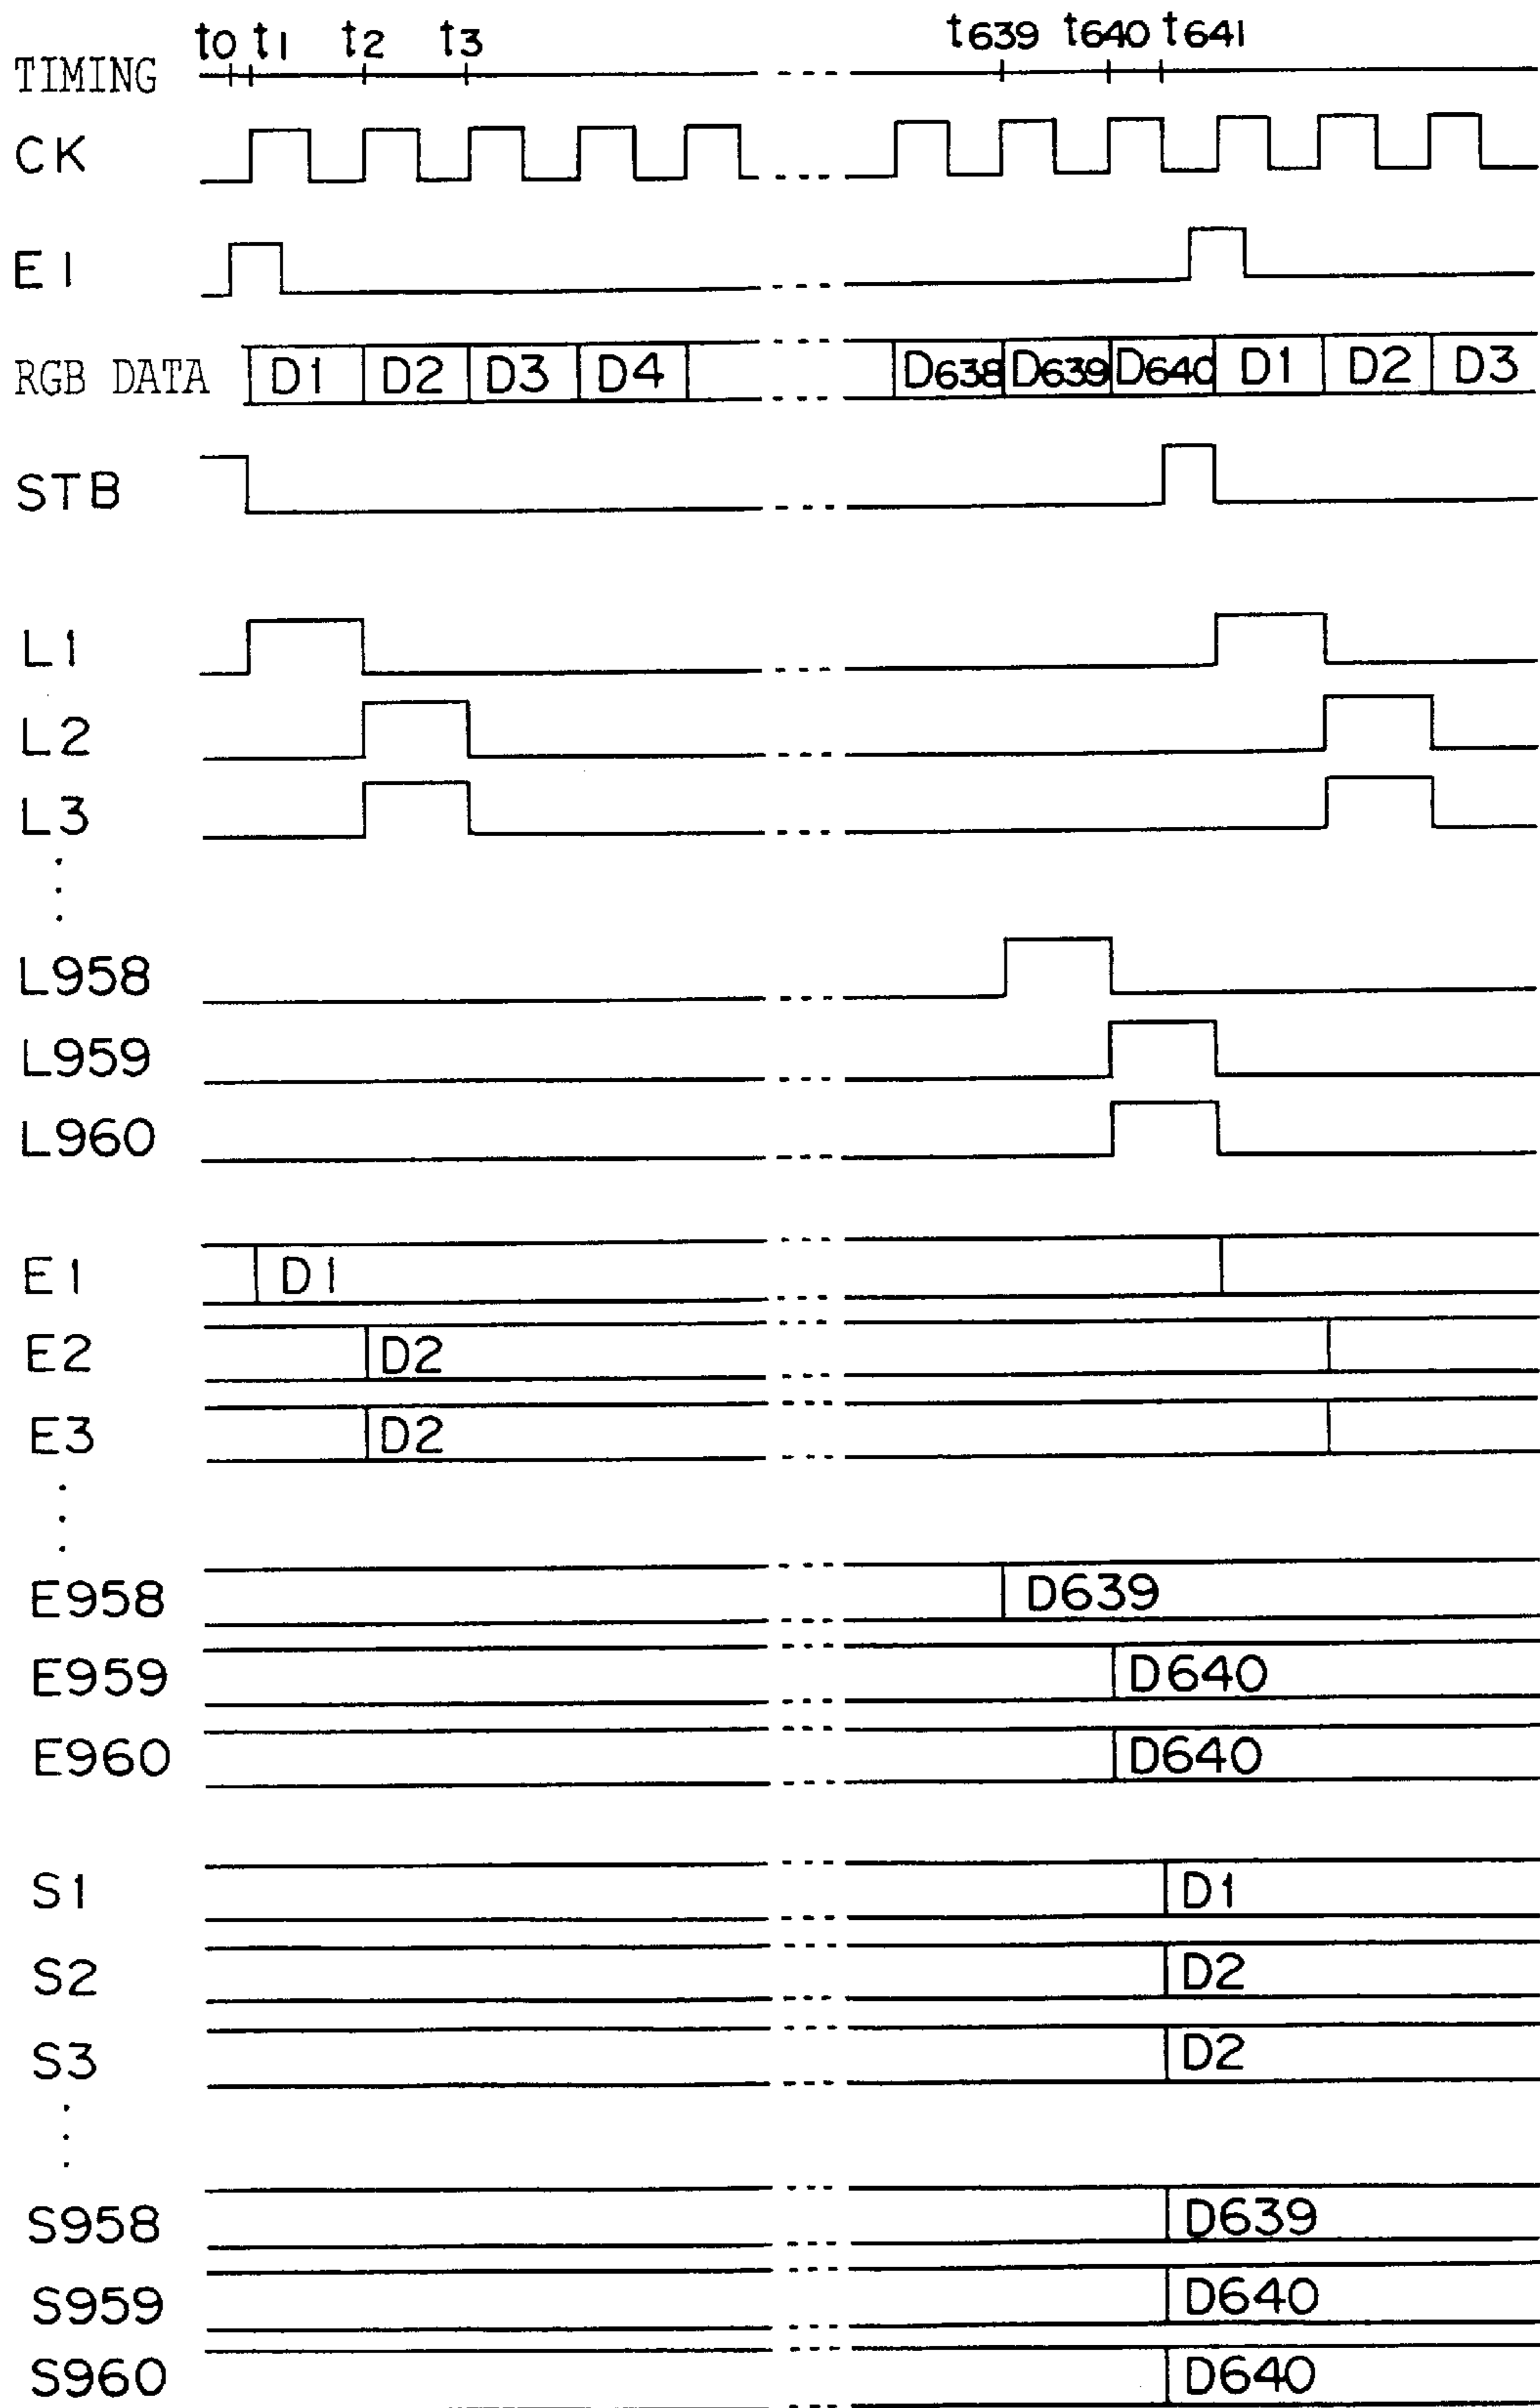 t0 t1 t2 t3 t639 t640 t641
TIMING
CK
E1
RGB DATA D1 D2 D3 D4 D638 D639 D640 D1 D2 D3
STB
L1
L2
L3
L958
L959
L960
E1 D1
E2 D2
E3 D2
E958 D639
E959 D640
E960 D640
S1 D1
S2 D2
S3 D2
S958 D639
S959 D640
S960 D640